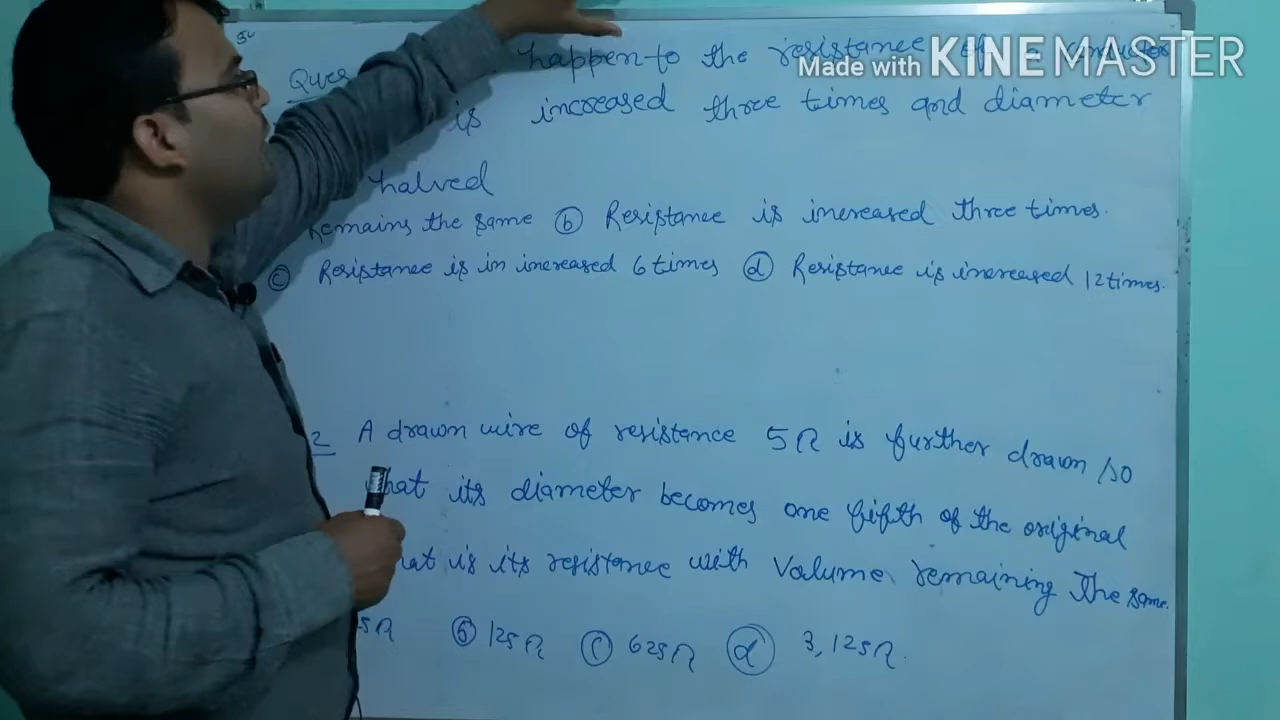 Ques happen to the resistance of a conductor
Made with KINEMASTER
is increased three times and diameter
halved
Remains the same ⓑ Resistance is increased three times.
ⓒ Resistance is in increased 6 times ⓓ Resistance is increased 12 times.
2 A drawn wire of resistance 5Ω is further drawn so
that its diameter becomes one fifth of the original
hat is its resistance with Volume remaining the same.
5Ω ⓑ 125Ω ⓒ 625Ω ⓓ 3,125Ω.